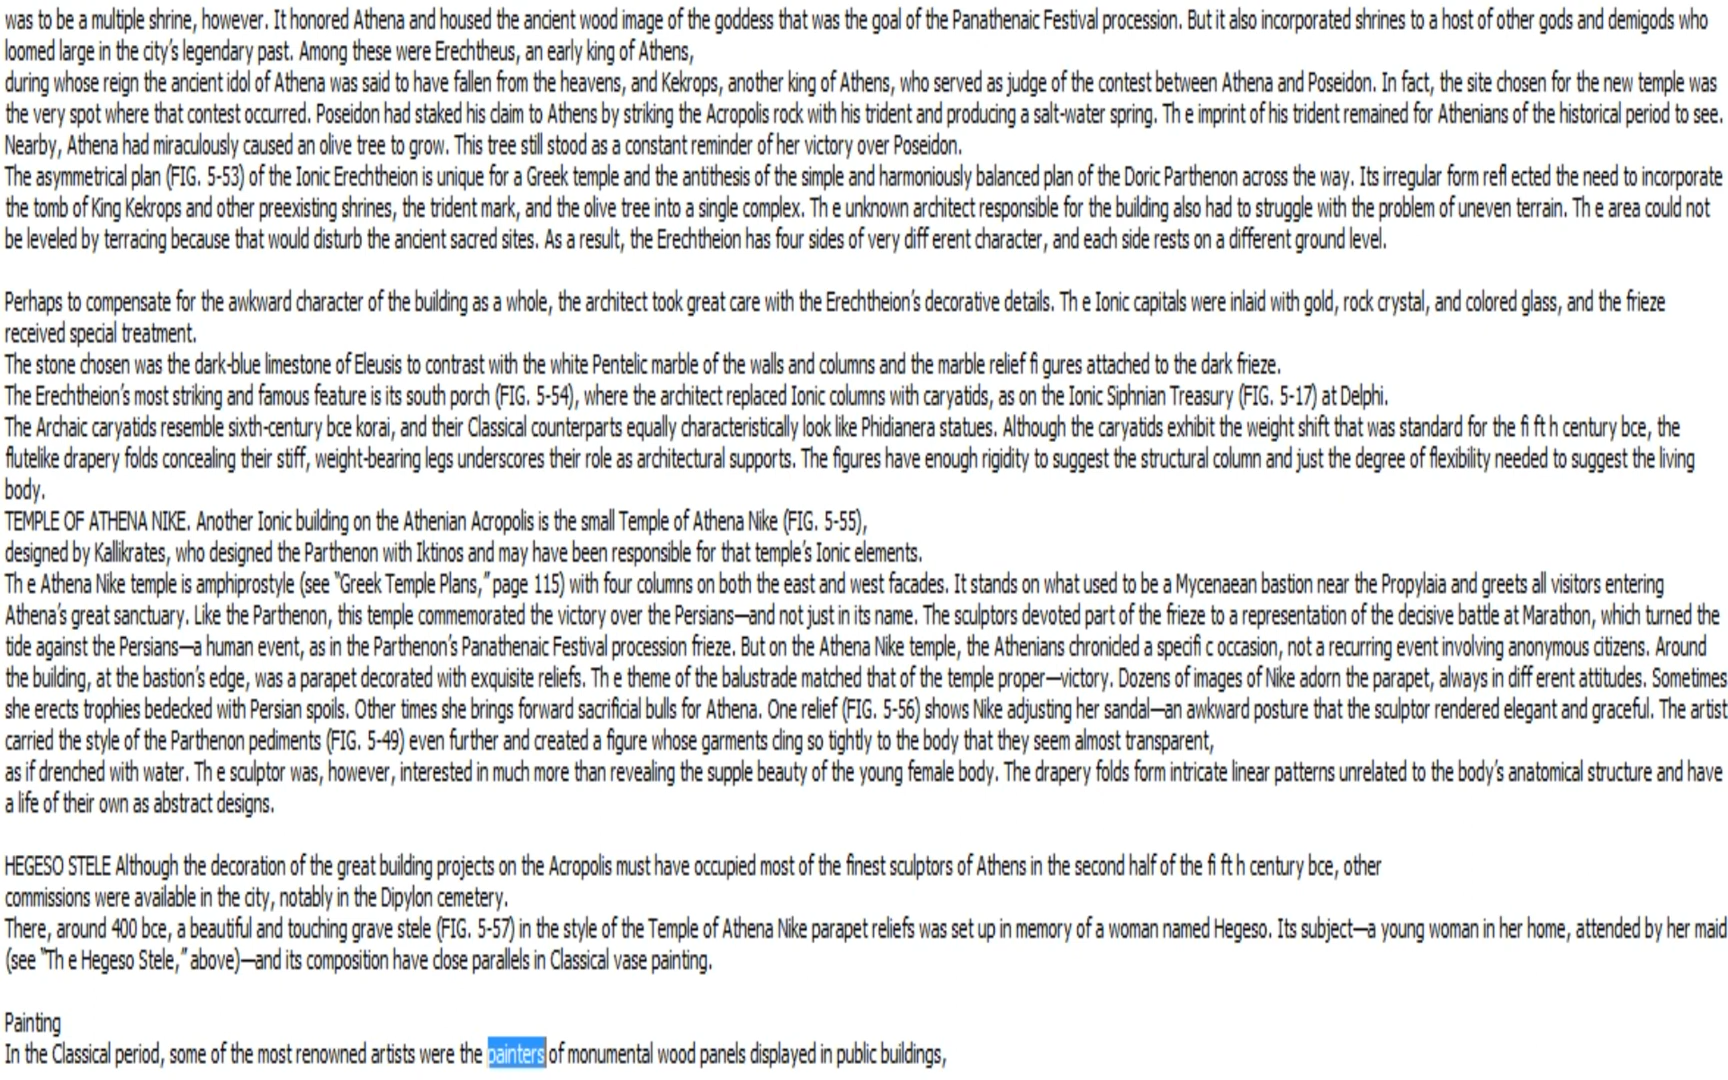 was to be a multiple shrine, however. It honored Athena and housed the ancient wood image of the goddess that was the goal of the Panathenaic Festival procession. But it also incorporated shrines to a host of other gods and demigods who
loomed large in the city's legendary past. Among these were Erechtheus, an early king of Athens,
during whose reign the ancient idol of Athena was said to have fallen from the heavens, and Kekrops, another king of Athens, who served as judge of the contest between Athena and Poseidon. In fact, the site chosen for the new temple was
the very spot where that contest occurred. Poseidon had staked his claim to Athens by striking the Acropolis rock with his trident and producing a salt-water spring. Th e imprint of his trident remained for Athenians of the historical period to see.
Nearby, Athena had miraculously caused an olive tree to grow. This tree still stood as a constant reminder of her victory over Poseidon.
The asymmetrical plan (FIG. 5-53) of the Ionic Erechtheion is unique for a Greek temple and the antithesis of the simple and harmoniously balanced plan of the Doric Parthenon across the way. Its irregular form refl ected the need to incorporate
the tomb of King Kekrops and other preexisting shrines, the trident mark, and the olive tree into a single complex. Th e unknown architect responsible for the building also had to struggle with the problem of uneven terrain. Th e area could not
be leveled by terracing because that would disturb the ancient sacred sites. As a result, the Erechtheion has four sides of very diff erent character, and each side rests on a different ground level.
Perhaps to compensate for the awkward character of the building as a whole, the architect took great care with the Erechtheion's decorative details. Th e Ionic capitals were inlaid with gold, rock crystal, and colored glass, and the frieze
received special treatment.
The stone chosen was the dark-blue limestone of Eleusis to contrast with the white Pentelic marble of the walls and columns and the marble relief fi gures attached to the dark frieze.
The Erechtheion's most striking and famous feature is its south porch (FIG. 5-54), where the architect replaced Ionic columns with caryatids, as on the Ionic Siphnian Treasury (FIG. 5-17) at Delphi.
The Archaic caryatids resemble sixth-century bce korai, and their Classical counterparts equally characteristically look like Phidianera statues. Although the caryatids exhibit the weight shift that was standard for the fi ft h century bce, the
flutelike drapery folds concealing their stiff, weight-bearing legs underscores their role as architectural supports. The figures have enough rigidity to suggest the structural column and just the degree of flexibility needed to suggest the living
body.
TEMPLE OF ATHENA NIKE. Another Ionic building on the Athenian Acropolis is the small Temple of Athena Nike (FIG. 5-55),
designed by Kallikrates, who designed the Parthenon with Iktinos and may have been responsible for that temple's Ionic elements.
Th e Athena Nike temple is amphiprostyle (see "Greek Temple Plans," page 115) with four columns on both the east and west facades. It stands on what used to be a Mycenaean bastion near the Propylaia and greets all visitors entering
Athena's great sanctuary. Like the Parthenon, this temple commemorated the victory over the Persians—and not just in its name. The sculptors devoted part of the frieze to a representation of the decisive battle at Marathon, which turned the
tide against the Persians—a human event, as in the Parthenon's Panathenaic Festival procession frieze. But on the Athena Nike temple, the Athenians chronicled a specifi c occasion, not a recurring event involving anonymous citizens. Around
the building, at the bastion's edge, was a parapet decorated with exquisite reliefs. Th e theme of the balustrade matched that of the temple proper—victory. Dozens of images of Nike adorn the parapet, always in diff erent attitudes. Sometimes
she erects trophies bedecked with Persian spoils. Other times she brings forward sacrificial bulls for Athena. One relief (FIG. 5-56) shows Nike adjusting her sandal—an awkward posture that the sculptor rendered elegant and graceful. The artist
carried the style of the Parthenon pediments (FIG. 5-49) even further and created a figure whose garments cling so tightly to the body that they seem almost transparent,
as if drenched with water. Th e sculptor was, however, interested in much more than revealing the supple beauty of the young female body. The drapery folds form intricate linear patterns unrelated to the body's anatomical structure and have
a life of their own as abstract designs.
HEGESO STELE Although the decoration of the great building projects on the Acropolis must have occupied most of the finest sculptors of Athens in the second half of the fi ft h century bce, other
commissions were available in the city, notably in the Dipylon cemetery.
There, around 400 bce, a beautiful and touching grave stele (FIG. 5-57) in the style of the Temple of Athena Nike parapet reliefs was set up in memory of a woman named Hegeso. Its subject—a young woman in her home, attended by her maid
(see "Th e Hegeso Stele," above)—and its composition have close parallels in Classical vase painting.
Painting
In the Classical period, some of the most renowned artists were the painters of monumental wood panels displayed in public buildings,